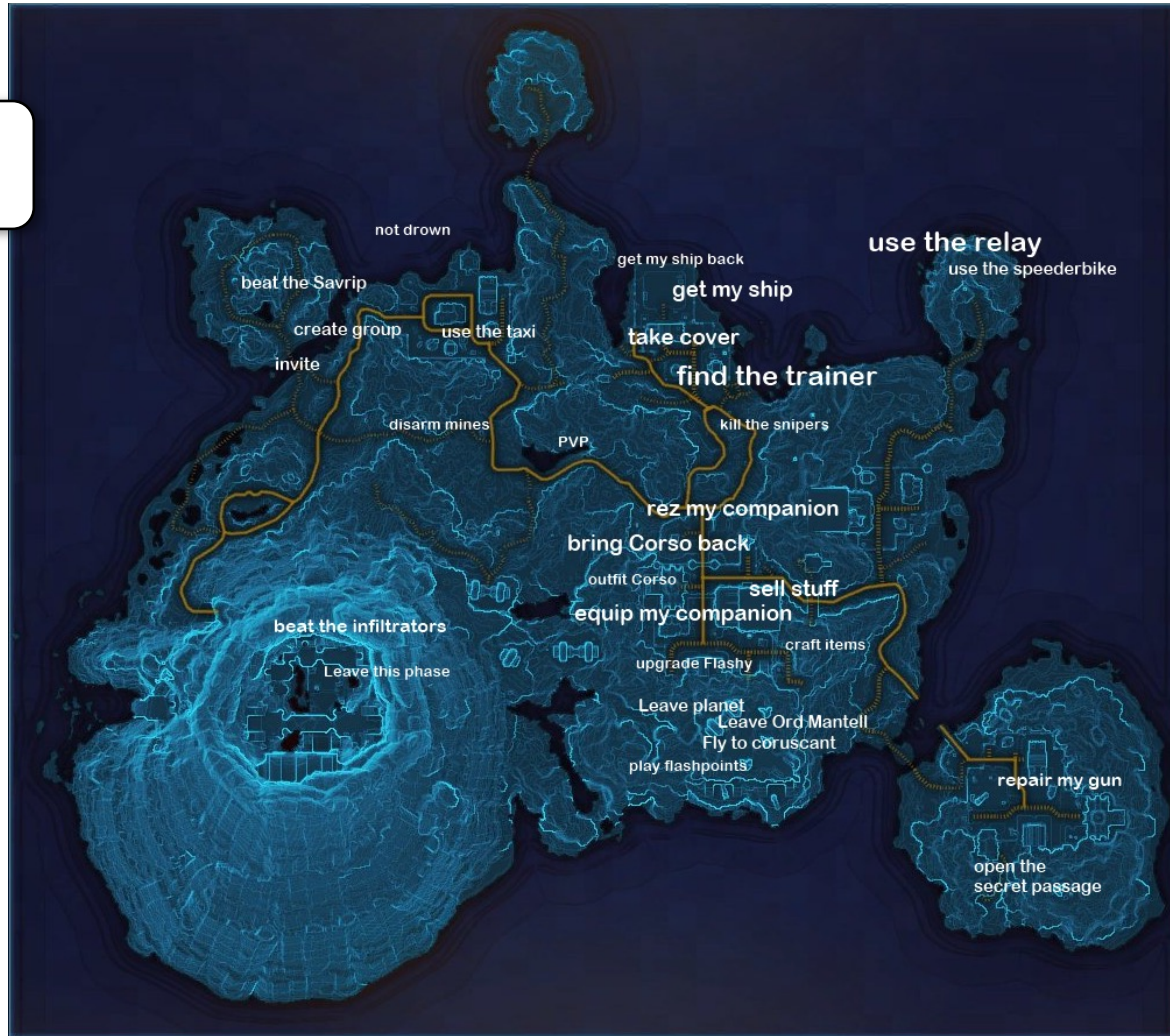 not drown
use the relay
get my ship back
use the speederbike
beat the Savrip
get my ship
create group
use the taxi
take cover
invite
find the trainer
disarm mines
kill the snipers
PVP
rez my companion
bring Corso back
outfit Corso
sell stuff
equip my companion
beat the infiltrators
craft items
upgrade Flashy
Leave this phase
Leave planet
Leave Ord Mantell
Fly to coruscant
play flashpoints
repair my gun
open the
secret passage